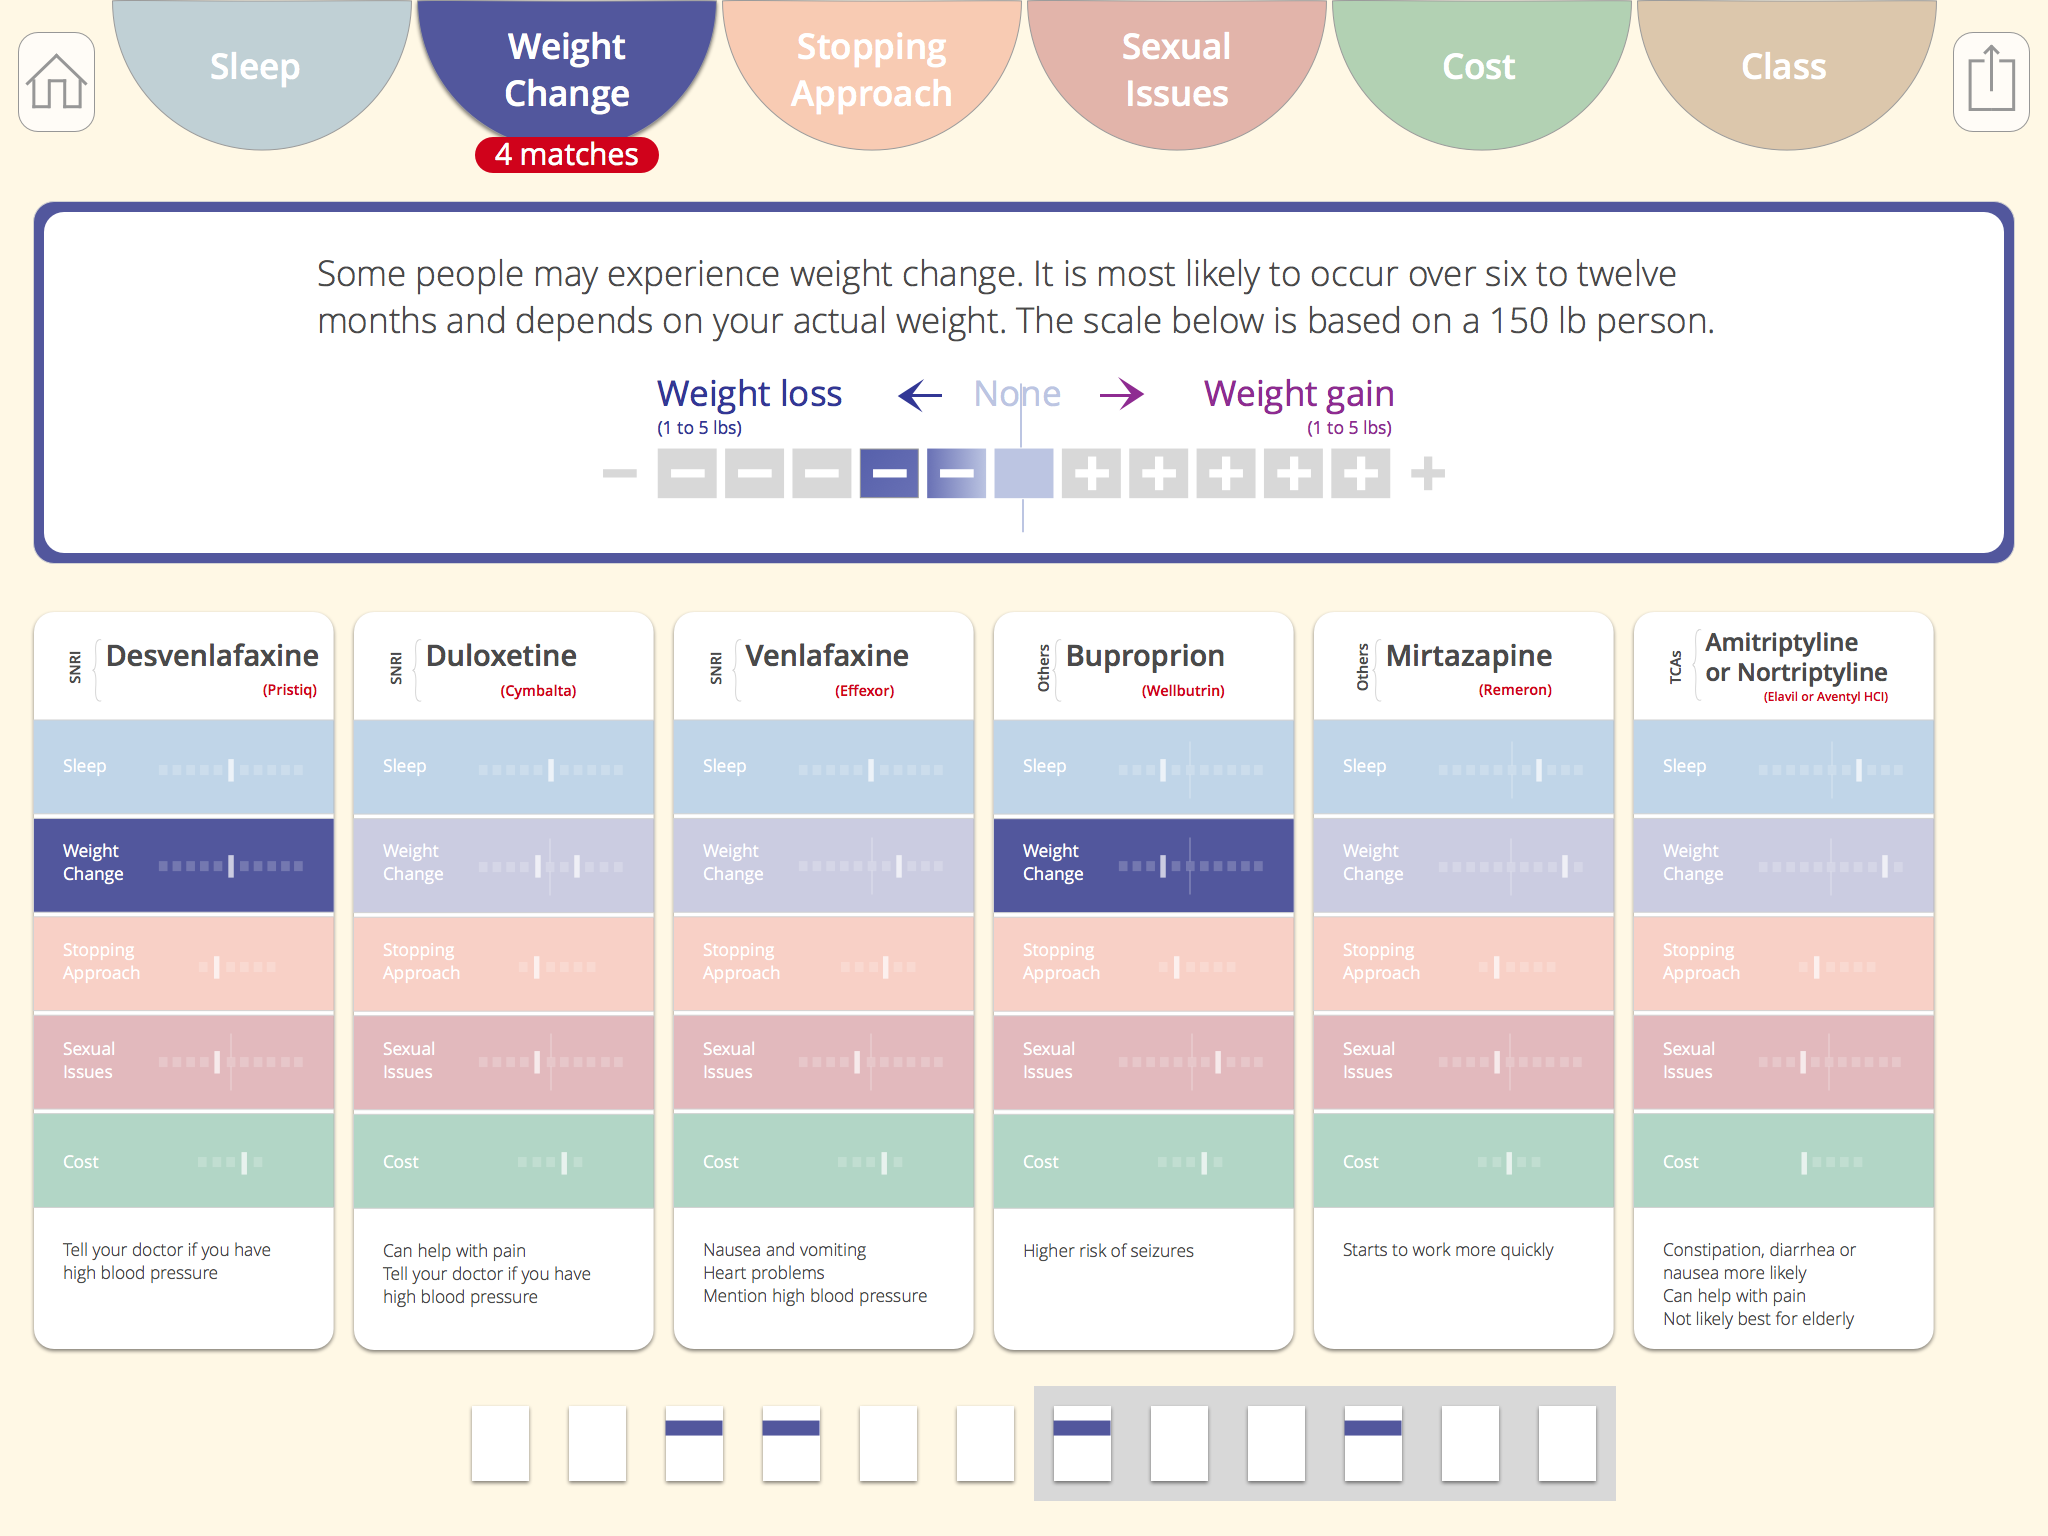 Sleep
Weight
Change
Stopping
Approach
Sexual
Issues
Cost
Class
4 matches
Some people may experience weight change. It is most likely to occur over six to twelve
months and depends on your actual weight. The scale below is based on a 150 lb person.
Weight loss
None
Weight gain
(1 to 5 lbs)
(1 to 5 lbs)
SNRI
Desvenlafaxine
(Pristiq)
Sleep
Weight
Change
Stopping
Approach
Sexual
Issues
Cost
Tell your doctor if you have
high blood pressure
SNRI
Duloxetine
(Cymbalta)
Sleep
Weight
Change
Stopping
Approach
Sexual
Issues
Cost
Can help with pain
Tell your doctor if you have
high blood pressure
SNRI
Venlafaxine
(Effexor)
Sleep
Weight
Change
Stopping
Approach
Sexual
Issues
Cost
Nausea and vomiting
Heart problems
Mention high blood pressure
Others
Buproprion
(Wellbutrin)
Sleep
Weight
Change
Stopping
Approach
Sexual
Issues
Cost
Higher risk of seizures
Others
Mirtazapine
(Remeron)
Sleep
Weight
Change
Stopping
Approach
Sexual
Issues
Cost
Starts to work more quickly
TCAs
Amitriptyline
or Nortriptyline
(Elavil or Aventyl HCI)
Sleep
Weight
Change
Stopping
Approach
Sexual
Issues
Cost
Constipation, diarrhea or
nausea more likely
Can help with pain
Not likely best for elderly